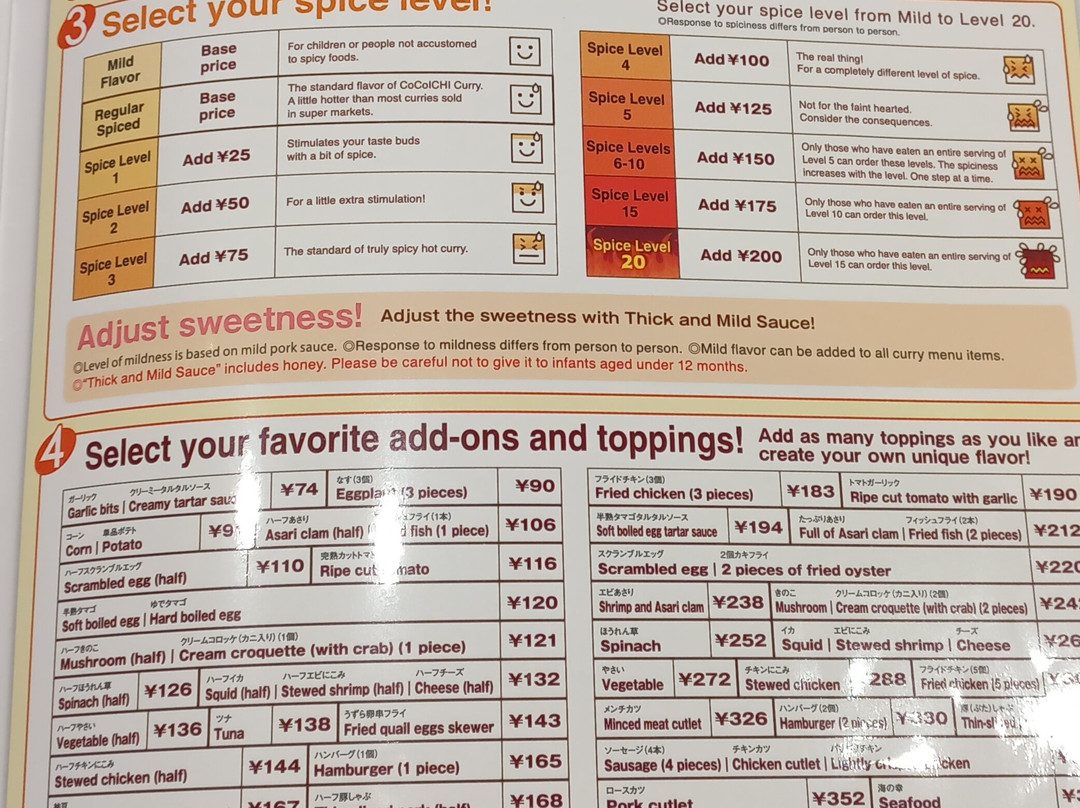 3 Select your spice level!
Select your spice level from Mild to Level 20.
◎Response to spiciness differs from person to person.
Mild
Flavor
Base
price
For children or people not accustomed
to spicy foods.
Regular
Spiced
Base
price
The standard flavor of CoCoICHI Curry.
A little hotter than most curries sold
in super markets.
Spice Level
1
Add ¥25
Stimulates your taste buds
with a bit of spice.
Spice Level
2
Add ¥50
For a little extra stimulation!
Spice Level
3
Add ¥75
The standard of truly spicy hot curry.
Spice Level
4
Add ¥100
The real thing!
For a completely different level of spice.
Spice Level
5
Add ¥125
Not for the faint hearted.
Consider the consequences.
Spice Levels
6-10
Add ¥150
Only those who have eaten an entire serving of
Level 5 can order these levels. The spiciness
increases with the level. One step at a time.
Spice Level
15
Add ¥175
Only those who have eaten an entire serving of
Level 10 can order this level.
Spice Level
20
Add ¥200
Only those who have eaten an entire serving of
Level 15 can order this level.
Adjust sweetness! Adjust the sweetness with Thick and Mild Sauce!
◎Level of mildness is based on mild pork sauce. ◎Response to mildness differs from person to person. ◎Mild flavor can be added to all curry menu items.
◎"Thick and Mild Sauce" includes honey. Please be careful not to give it to infants aged under 12 months.
4 Select your favorite add-ons and toppings!
Add as many toppings as you like
create your own unique flavor!
ガーリック クリーミータルタルソース
Garlic bits | Creamy tartar
¥74
なす(3個)
Eggplant (3 pieces)
¥90
コーン 単品ポテト
Corn | Potato
ハーフあさり フライ(1本)
Asari clam (half) fish (1 piece)
¥106
ハーフスクランブルエッグ
Scrambled egg (half)
¥110
完熟カットトマト
Ripe cut
¥116
半熟タマゴ ゆでタマゴ
Soft boiled egg | Hard boiled egg
¥120
ハーフきのこ クリームコロッケ(カニ入り)(1個)
Mushroom (half) | Cream croquette (with crab) (1 piece)
¥121
ハーフほうれん草
Spinach (half)
¥126
ハーフイカ ハーフエビにこみ ハーフチーズ
Squid (half) | Stewed shrimp (half) | Cheese (half)
¥132
ハーフやさい
Vegetable (half)
¥136
ツナ
Tuna
¥138
うずら卵串フライ
Fried quail eggs skewer
¥143
ハーフチキンにこみ
Stewed chicken (half)
¥144
ハンバーグ(1個)
Hamburger (1 piece)
¥165
納豆
¥167
ハーフ豚しゃぶ
¥168
フライドチキン(3個)
Fried chicken (3 pieces)
¥183
トマトガーリック
Ripe cut tomato with garlic
¥190
半熟タマゴタルタルソース
Soft boiled egg tartar sauce
¥194
たっぷりあさり フィッシュフライ(2本)
Full of Asari clam | Fried fish (2 pieces)
¥212
スクランブルエッグ 2個カキフライ
Scrambled egg | 2 pieces of fried oyster
¥220
エビあさり
Shrimp and Asari clam
¥238
きのこ クリームコロッケ(カニ入り)(2個)
Mushroom | Cream croquette (with crab) (2 pieces)
ほうれん草
Spinach
¥252
イカ エビにこみ チーズ
Squid | Stewed shrimp | Cheese
やさい
Vegetable
¥272
チキンにこみ
Stewed chicken
288
フライドチキン(5個)
Fried chicken (5 pieces)
メンチカツ
Minced meat cutlet
¥326
ハンバーグ(2個)
Hamburger (2 pieces)
¥330
豚(ぶた)しゃぶ
ソーセージ(4本) チキンカツ
Sausage (4 pieces) | Chicken cutlet | Lightly
ロースカツ
Pork cutlet
¥352
海の幸
Seafood